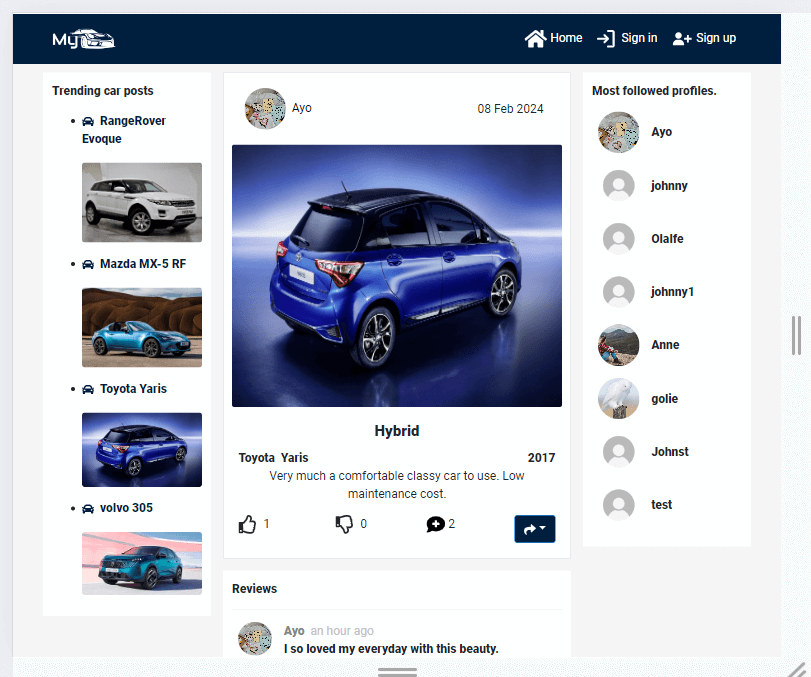 My
Home
Sign in
Sign up
Trending car posts
RangeRover
Evoque
Mazda MX-5 RF
Toyota Yaris
volvo 305
Ayo
08 Feb 2024
Hybrid
Toyota Yaris
2017
Very much a comfortable classy car to use. Low
maintenance cost.
1
0
2
Reviews
Ayo an hour ago
I so loved my everyday with this beauty.
Most followed profiles.
Ayo
johnny
Olalfe
johnny1
Anne
golie
Johnst
test